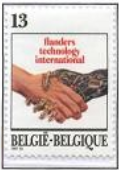 13
flanders
technology
international
BELGIË-BELGIQUE